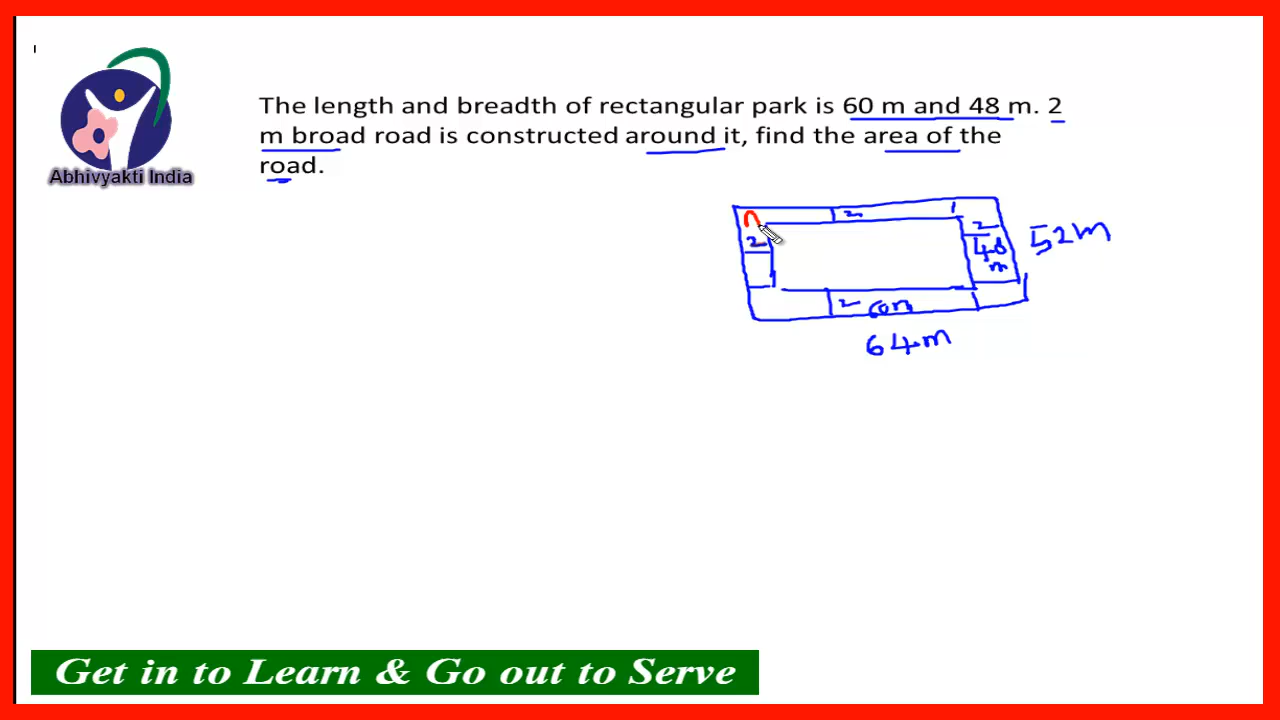 Abhivyakti India
The length and breadth of rectangular park is 60 m and 48 m. 2
m broad road is constructed around it, find the area of the
road.
2
2
2
48
m
52m
2
60m
64m
Get in to Learn & Go out to Serve